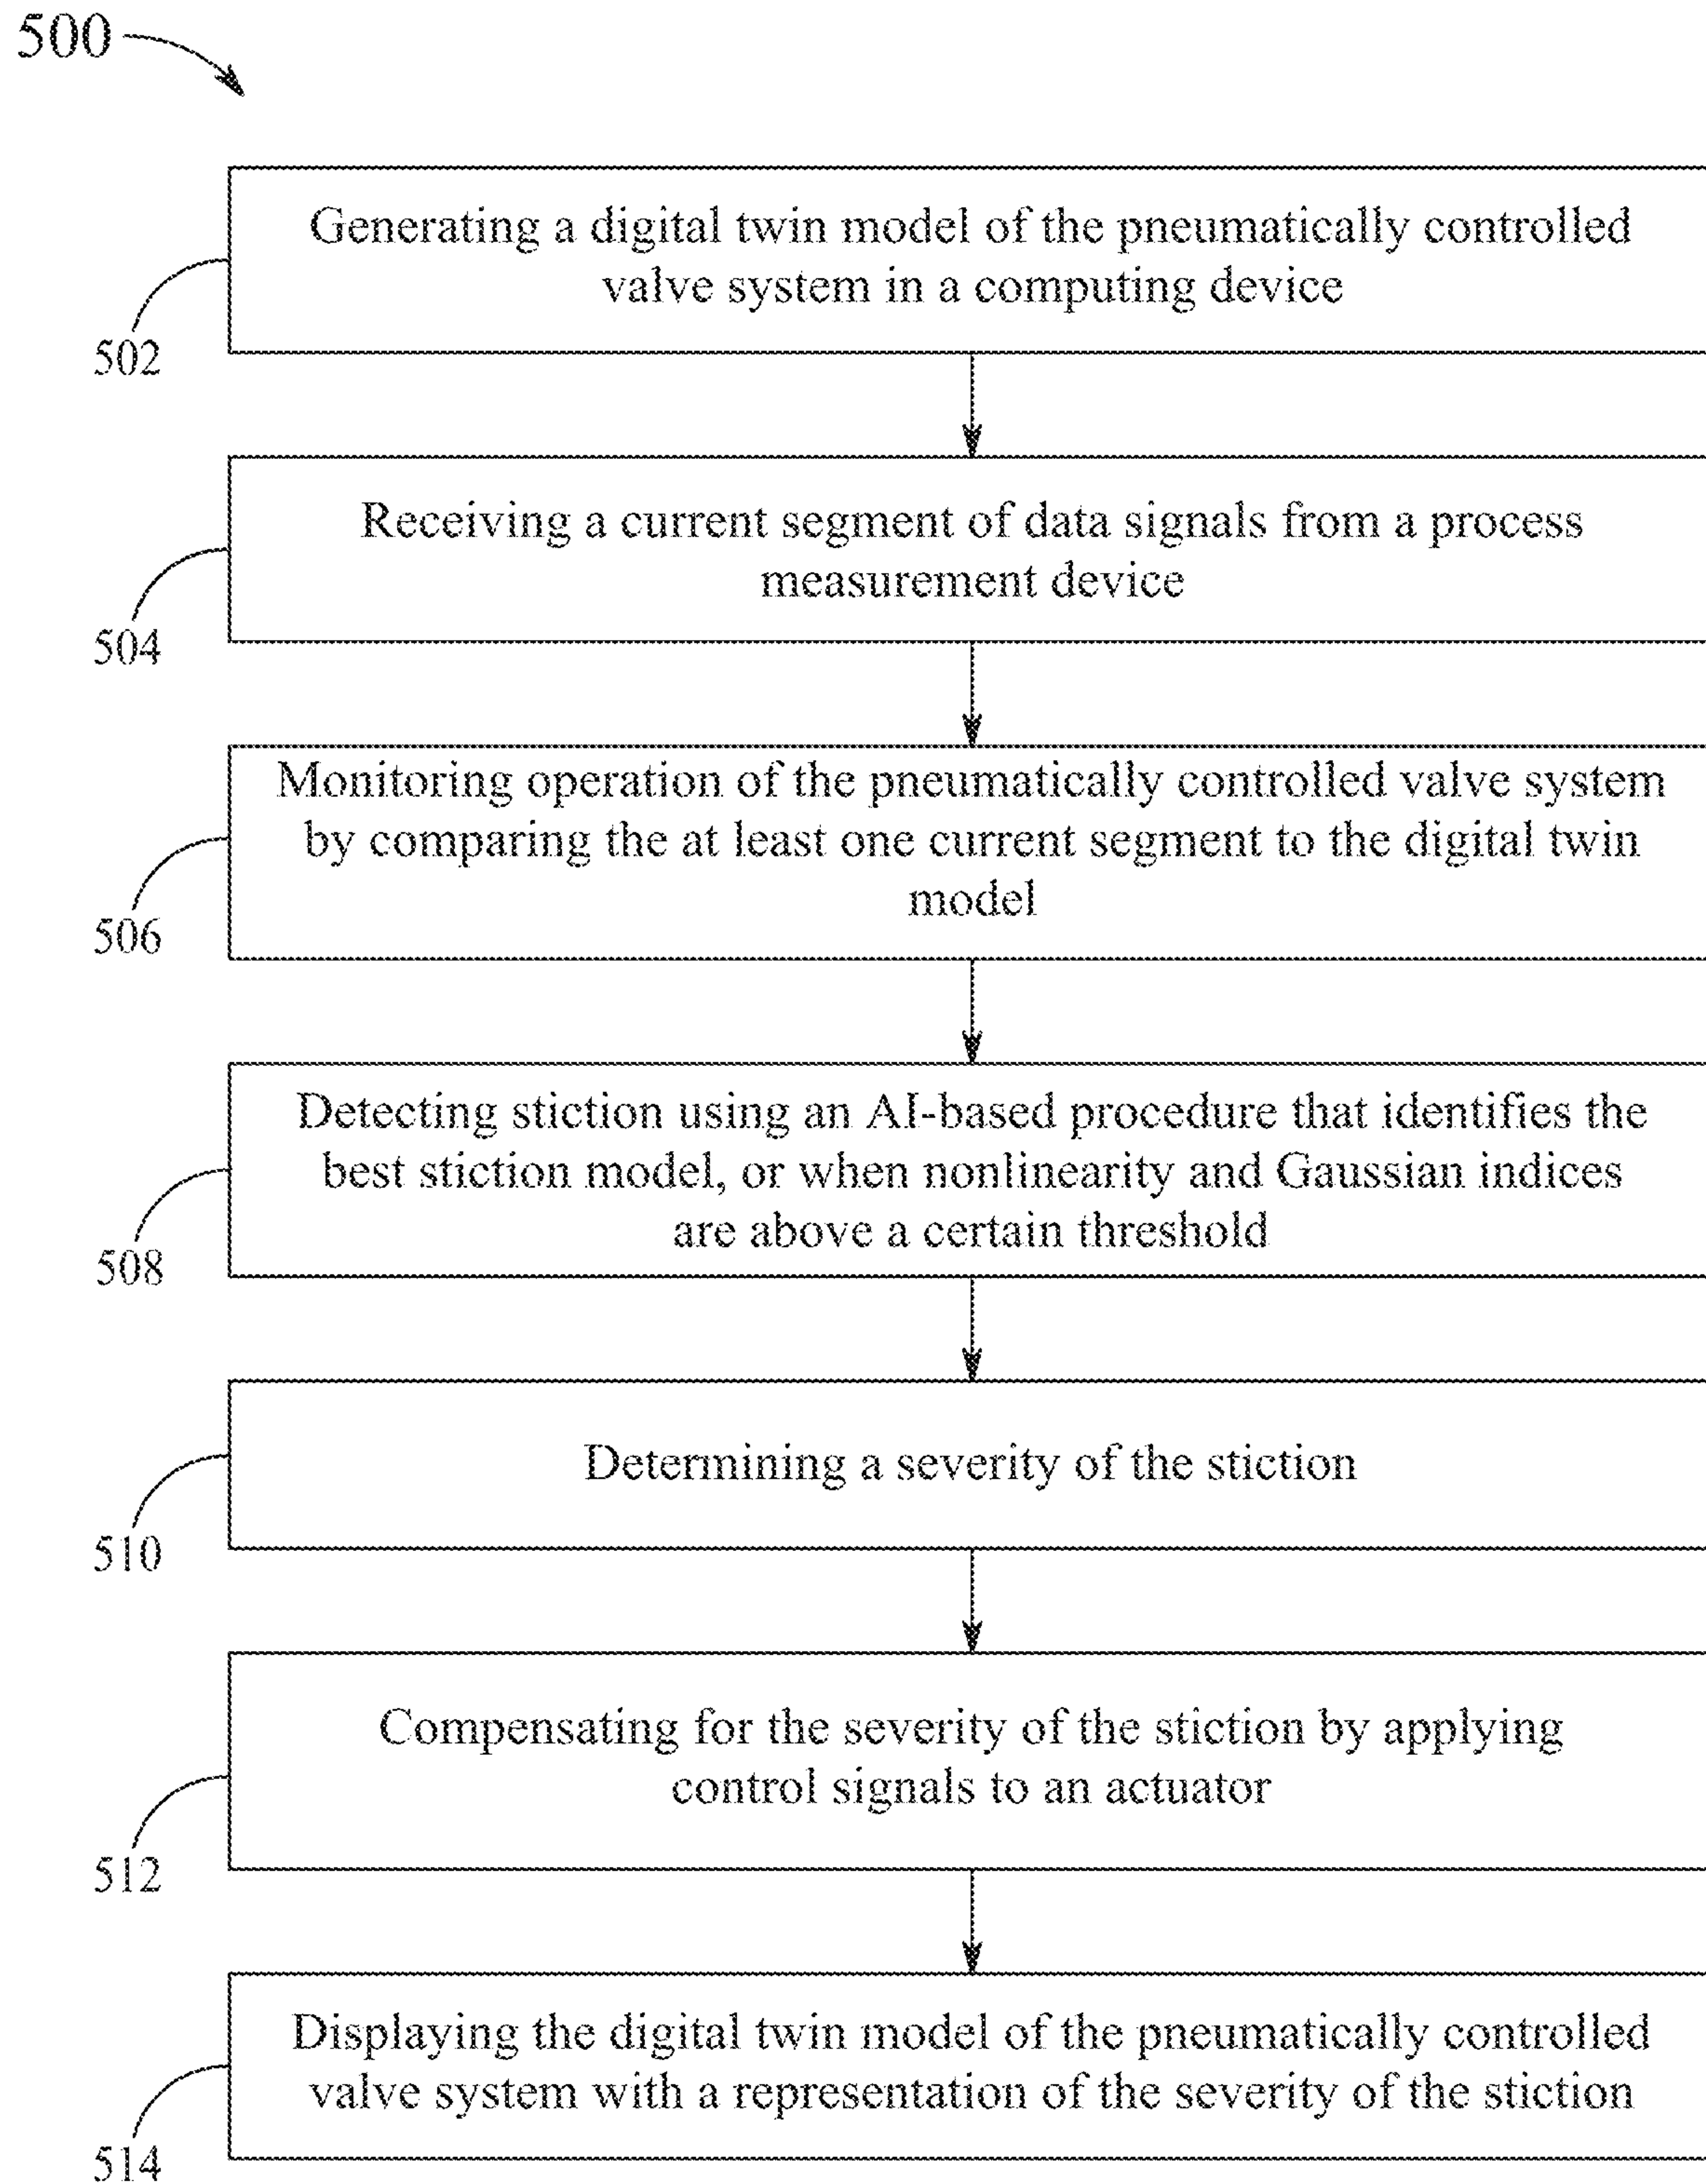 500
Generating a digital twin model of the pneumatically controlled
valve system in a computing device
502
Receiving a current segment of data signals from a process
measurement device
504
Monitoring operation of the pneumatically controlled valve system
by comparing the at least one current segment to the digital twin
model
506
Detecting stiction using an AI-based procedure that identifies the
best stiction model, or when nonlinearity and Gaussian indices
are above a certain threshold
508
Determining a severity of the stiction
510
Compensating for the severity of the stiction by applying
control signals to an actuator
512
Displaying the digital twin model of the pneumatically controlled
valve system with a representation of the severity of the stiction
514